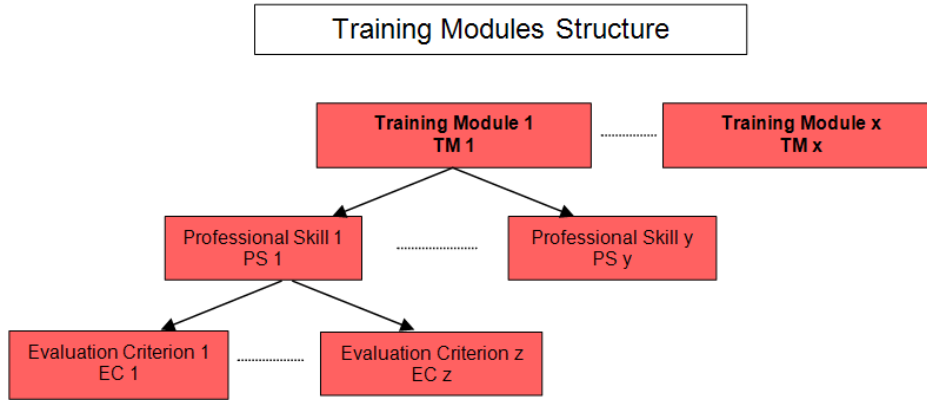 Training Modules Structure
Training Module 1
TM 1
Training Module x
TM x
Professional Skill 1
PS 1
Professional Skill y
PS y
Evaluation Criterion 1
EC 1
Evaluation Criterion z
EC z